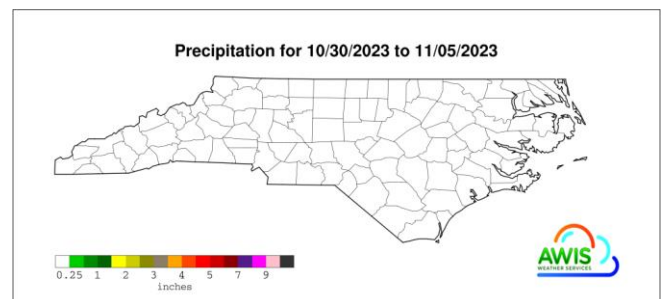 Precipitation for 10/30/2023 to 11/05/2023
0.25 1 2 3 4 5 7 9
inches
AWIS
WEATHER SERVICES